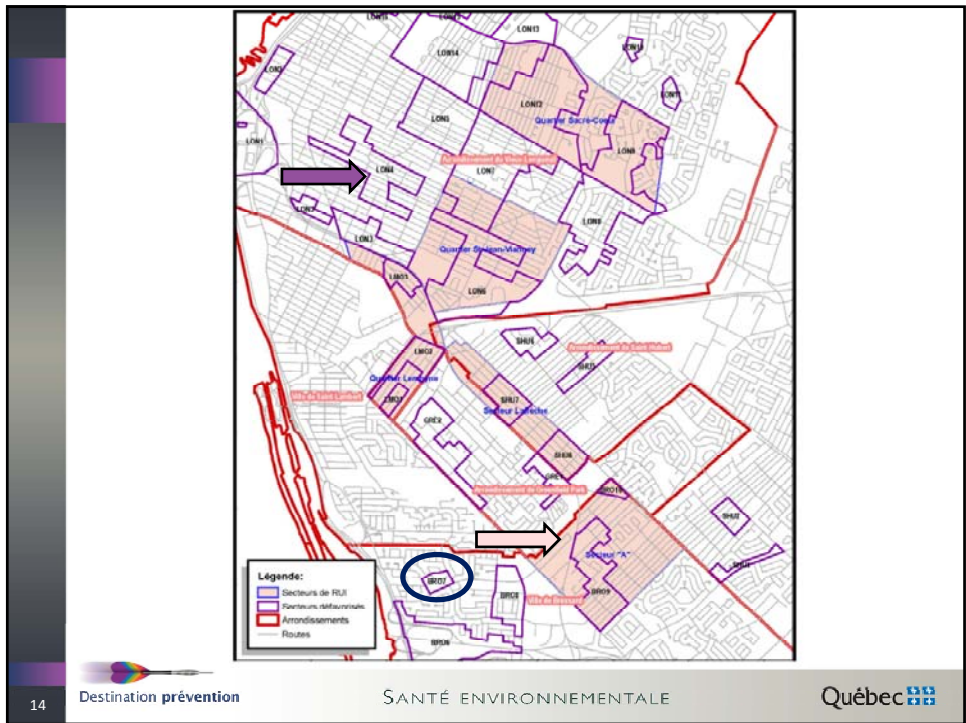 LON13
LON14
LON12
LON5
Quartier Sacré-Coeur
LON9
LON1
Arrondissement du Vieux-Longueuil
LON4
LON7
LON8
LON3
Quartier St-Jean-Vianney
LON6
SHU6
Arrondissement de Saint-Hubert
LMO2
Quartier Lemoyne
Ville de Saint-Lambert
LMO1
SHU7
Secteur Laflèche
GRE2
Arrondissement de Greenfield Park
Secteur "A"
BRO7
BRO8
BRO9
Ville de Brossard
Légende:
Secteurs de RUI
Secteurs défavorisés
Arrondissements
Routes
14
Destination prévention
SANTÉ ENVIRONNEMENTALE
Québec